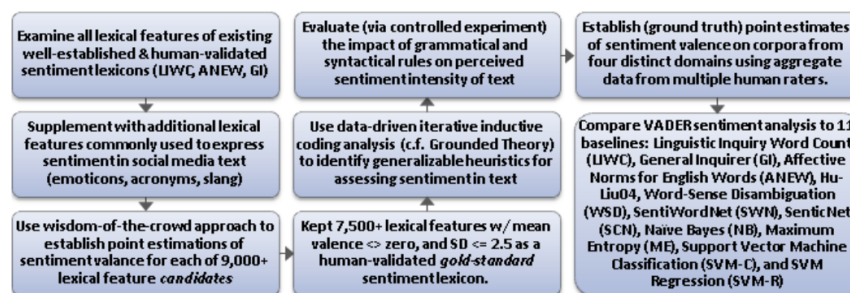 Examine all lexical features of existing
well-established & human-validated
sentiment lexicons (LIWC, ANEW, GI)
Supplement with additional lexical
features commonly used to express
sentiment in social media text
(emoticons, acronyms, slang)
Use wisdom-of-the-crowd approach to
establish point estimations of
sentiment valance for each of 9,000+
lexical feature candidates
Kept 7,500+ lexical features w/ mean
valence <> zero, and SD <= 2.5 as a
human-validated gold-standard
sentiment lexicon.
Use data-driven iterative inductive
coding analysis (c.f. Grounded Theory)
to identify generalizable heuristics for
assessing sentiment in text
Evaluate (via controlled experiment)
the impact of grammatical and
syntactical rules on perceived
sentiment intensity of text
Establish (ground truth) point estimates
of sentiment valence on corpora from
four distinct domains using aggregate
data from multiple human raters.
Compare VADER sentiment analysis to 11
baselines: Linguistic Inquiry Word Count
(LIWC), General Inquirer (GI), Affective
Norms for English Words (ANEW), Hu-
Liu04, Word-Sense Disambiguation
(WSD), SentiWordNet (SWN), SenticNet
(SCN), Naïve Bayes (NB), Maximum
Entropy (ME), Support Vector Machine
Classification (SVM-C), and SVM
Regression (SVM-R)